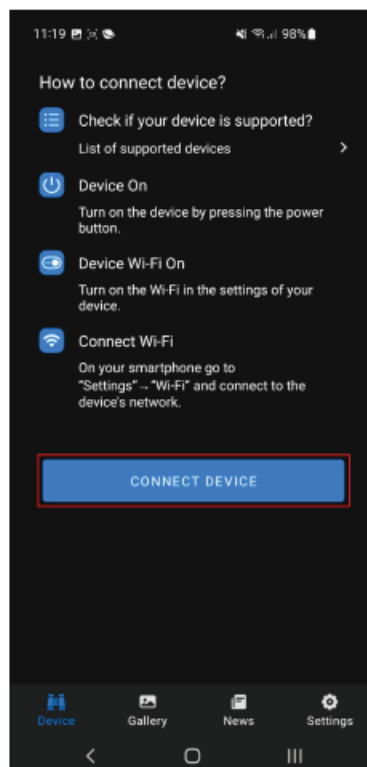 11:19
98%
How to connect device?
Check if your device is supported?
List of supported devices
Device On
Turn on the device by pressing the power
button.
Device Wi-Fi On
Turn on the Wi-Fi in the settings of your
device.
Connect Wi-Fi
On your smartphone go to
“Settings”→“Wi-Fi” and connect to the
device's network.
CONNECT DEVICE
Device
Gallery
News
Settings